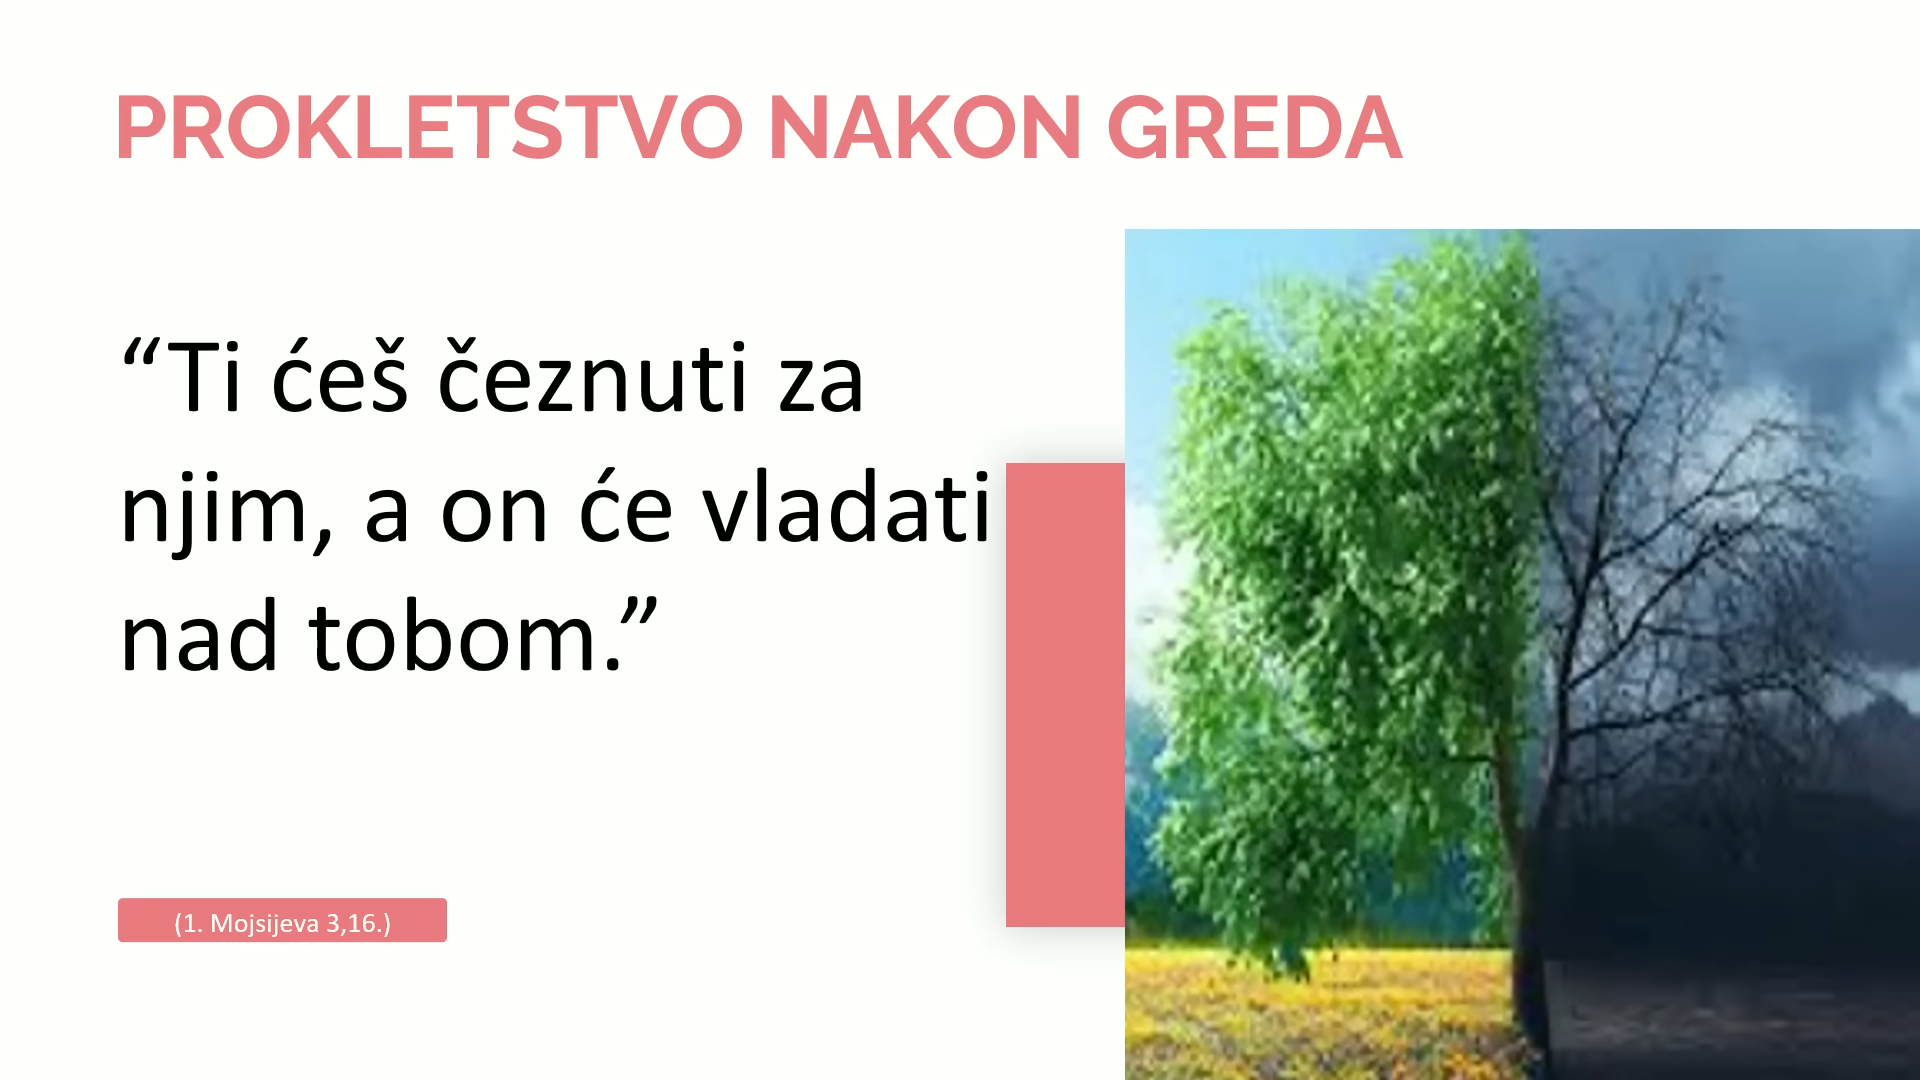 PROKLETSTVO NAKON GREDA
“Ti ćeš čeznuti za
njim, a on će vladati
nad tobom.”
(1. Mojsijeva 3,16.)